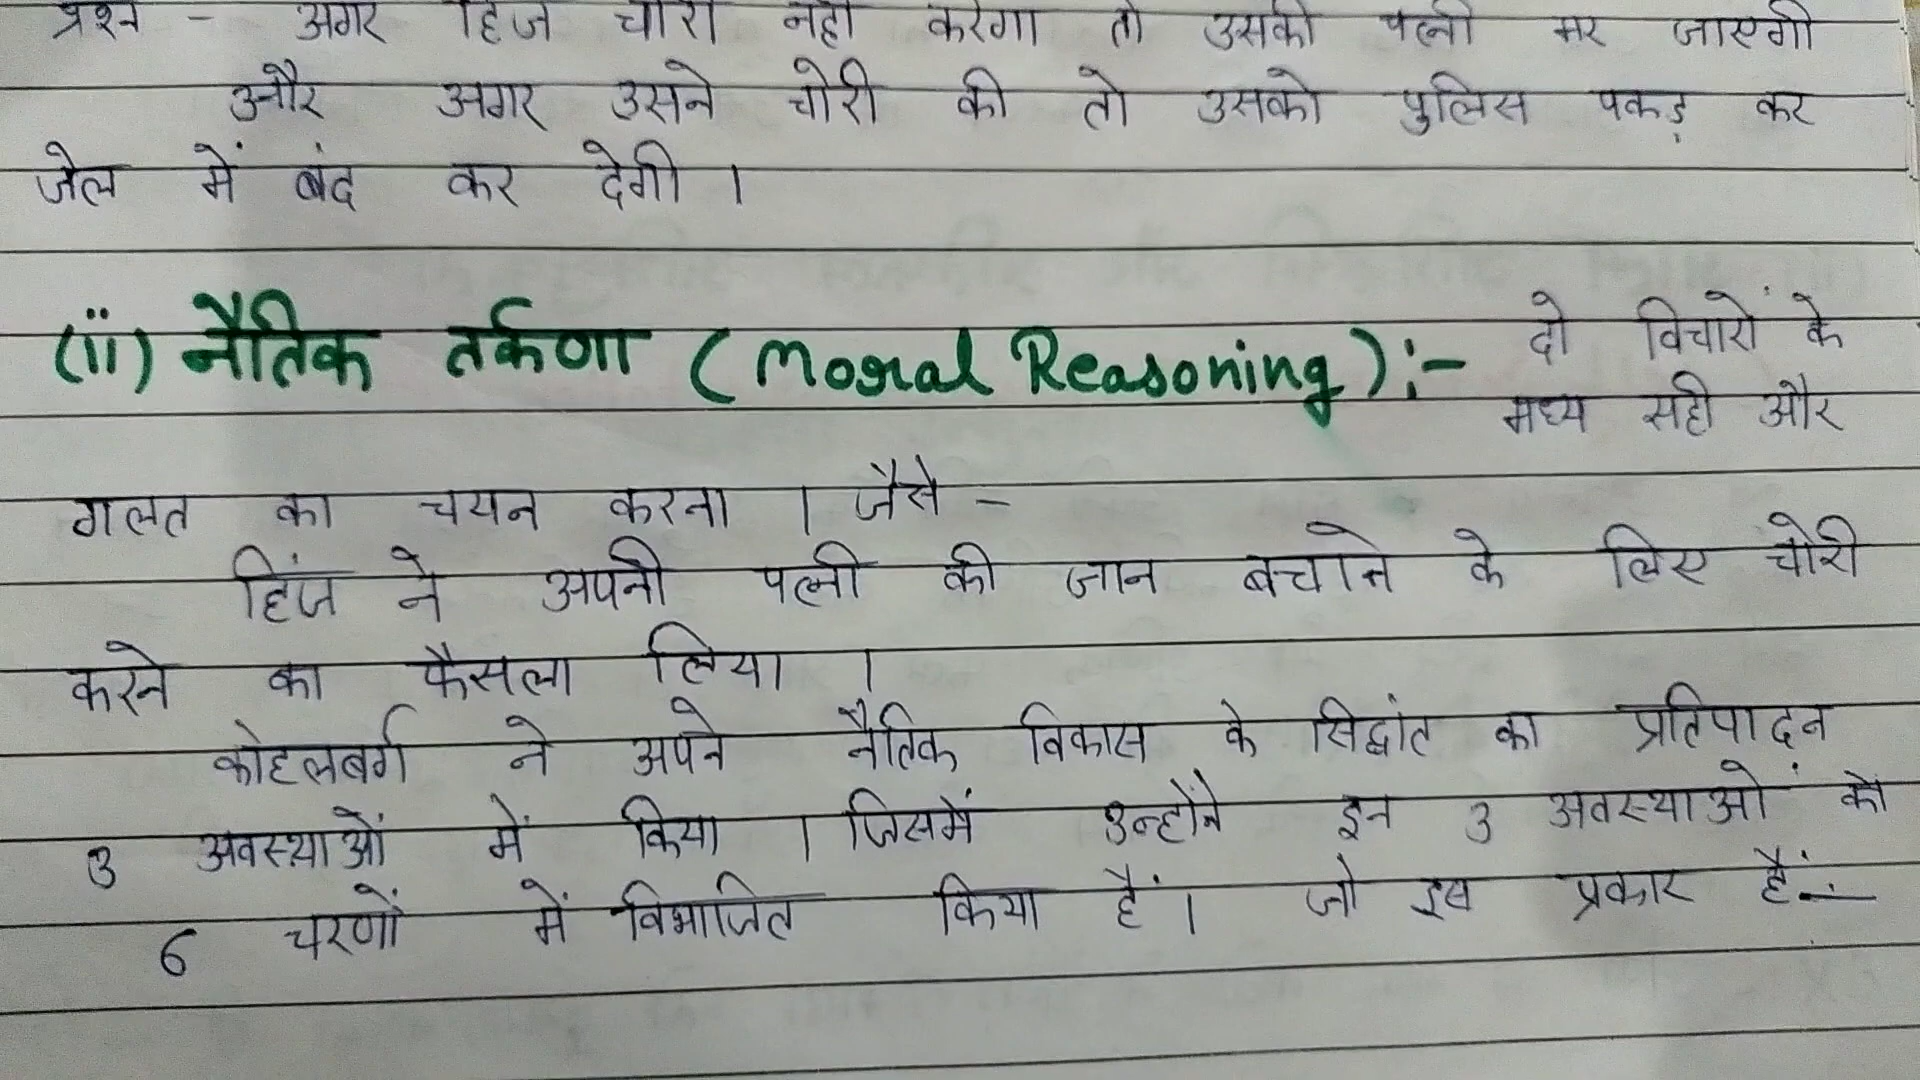 प्रश्न - अगर हिंज चोरी नहीं करेगा तो उसकी पत्नी मर जाएगी
और अगर उसने चोरी की तो उसको पुलिस पकड़ कर
जेल में बंद कर देगी ।
(ii) नैतिक तर्कणा (Moral Reasoning):- दो विचारों के
मध्य सही और
गलत का चयन करना । जैसे -
हिंज ने अपनी पत्नी की जान बचाने के लिए चोरी
करने का फैसला लिया ।
कोहलबर्ग ने अपने नैतिक विकास के सिद्धांत का प्रतिपादन
3 अवस्थाओं में किया । जिसमें उन्होंने इन 3 अवस्थाओं को
6 चरणों में विभाजित किया हैं । जो इस प्रकार हैं:-